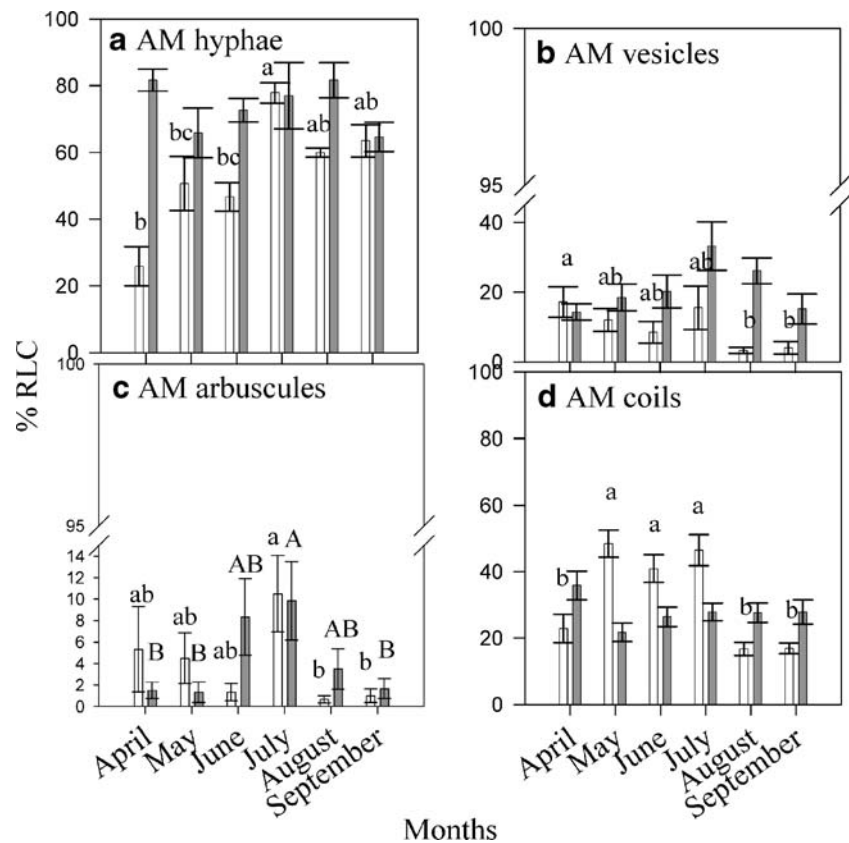 a AM hyphae
100
80
60
40
20
0
b
bc
bc
a
ab
ab
b AM vesicles
100
95
40
20
0
a
ab
ab
ab
b
b
% RLC
c AM arbuscules
100
95
14
12
10
8
6
4
2
0
ab
B
ab
B
ab
AB
a
A
b
AB
b
B
April
May
June
July
August
September
d AM coils
100
80
60
40
20
0
b
a
a
a
b
b
April
May
June
July
August
September
Months